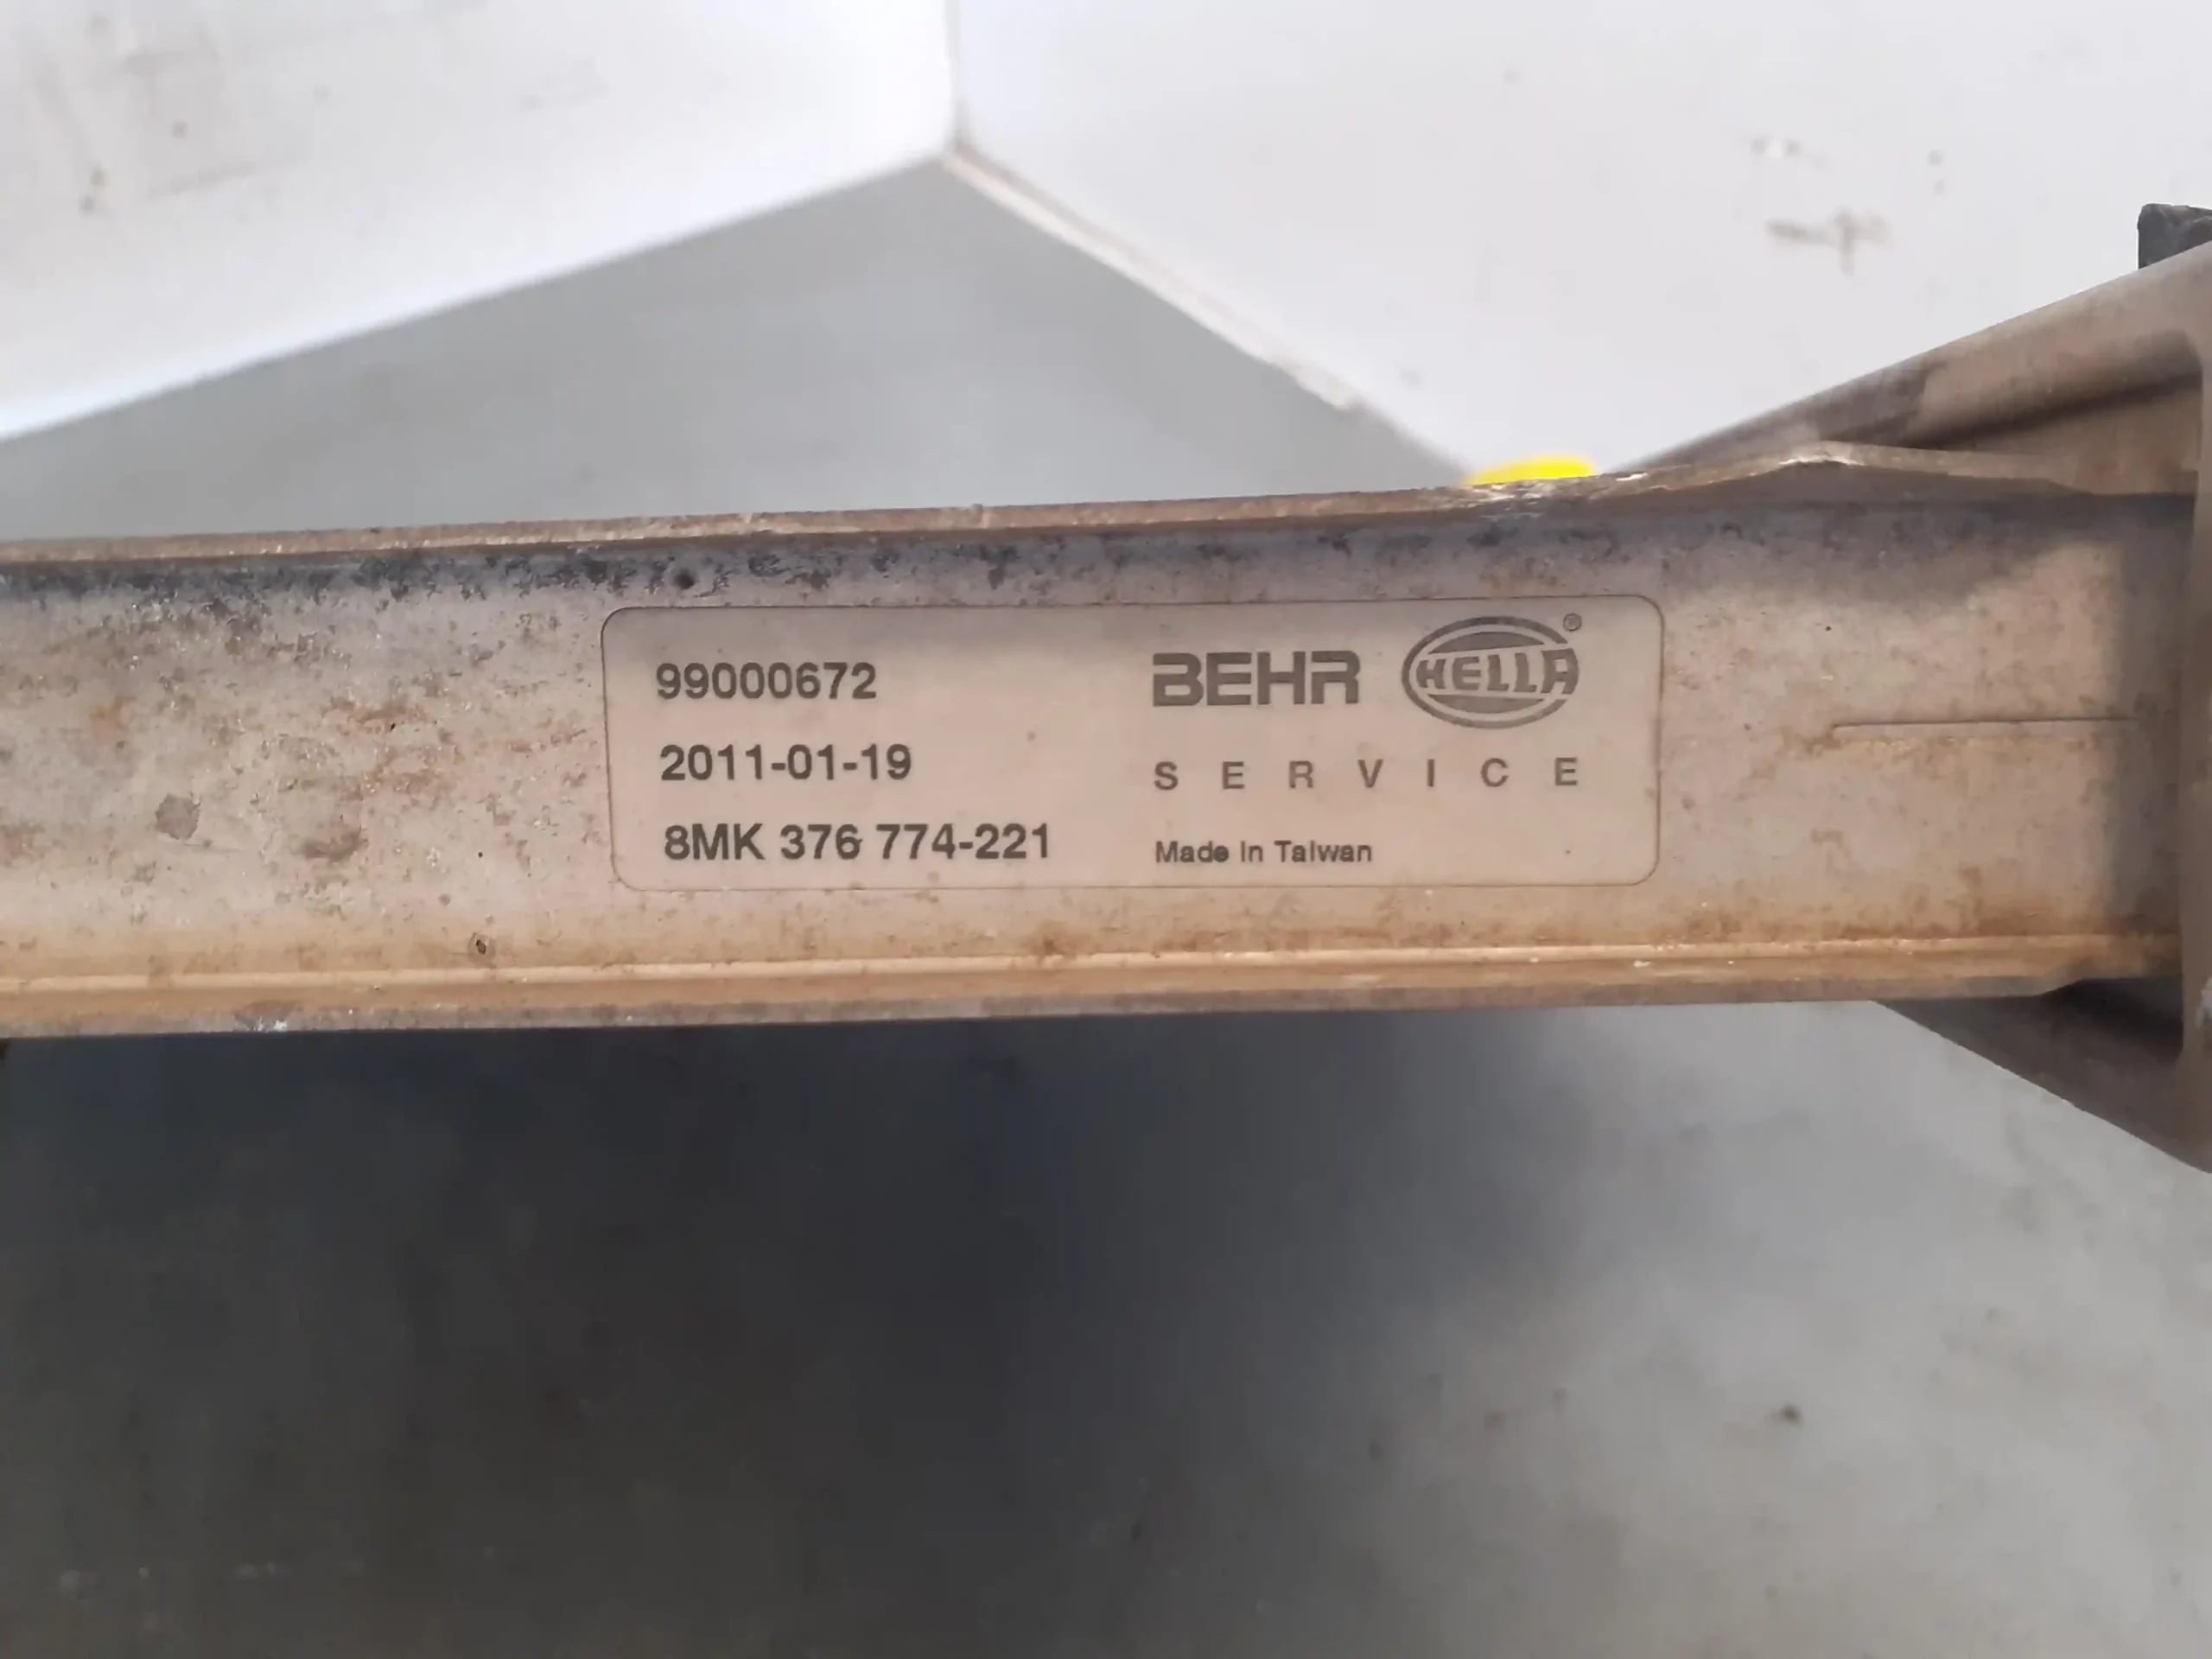 99000672
2011-01-19
8MK 376 774-221
BEHR HELLA®
SERVICE
Made in Taiwan